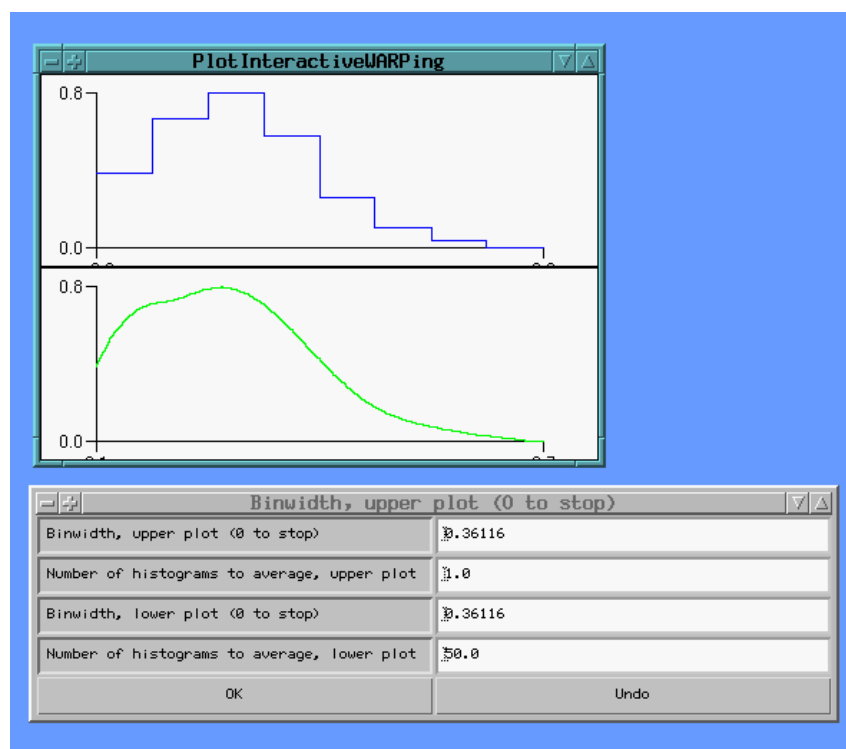 PlotInteractiveWARPing
0.8
0.0
0.8
0.0
Binwidth, upper plot (0 to stop)
Binwidth, upper plot (0 to stop) 0.36116
Number of histograms to average, upper plot 1.0
Binwidth, lower plot (0 to stop) 0.36116
Number of histograms to average, lower plot 50.0
OK Undo